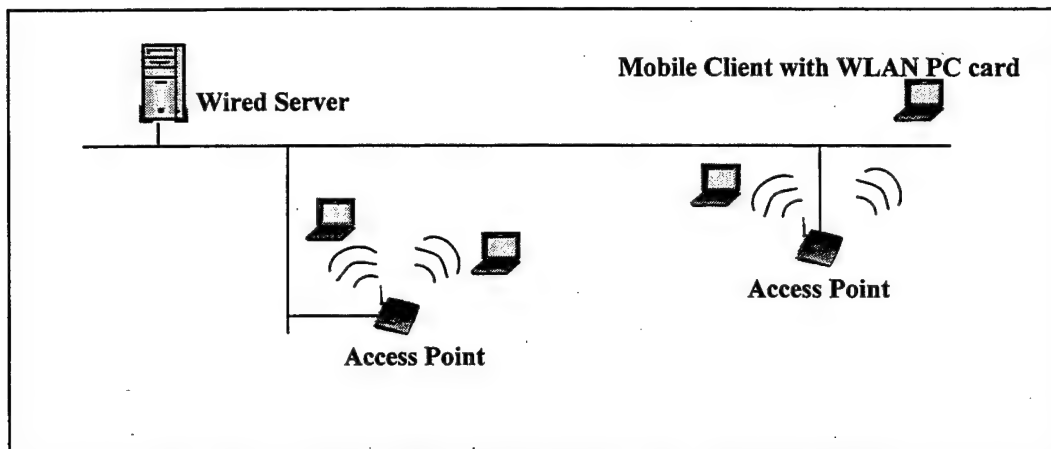 Mobile Client with WLAN PC card
Wired Server
Access Point
Access Point